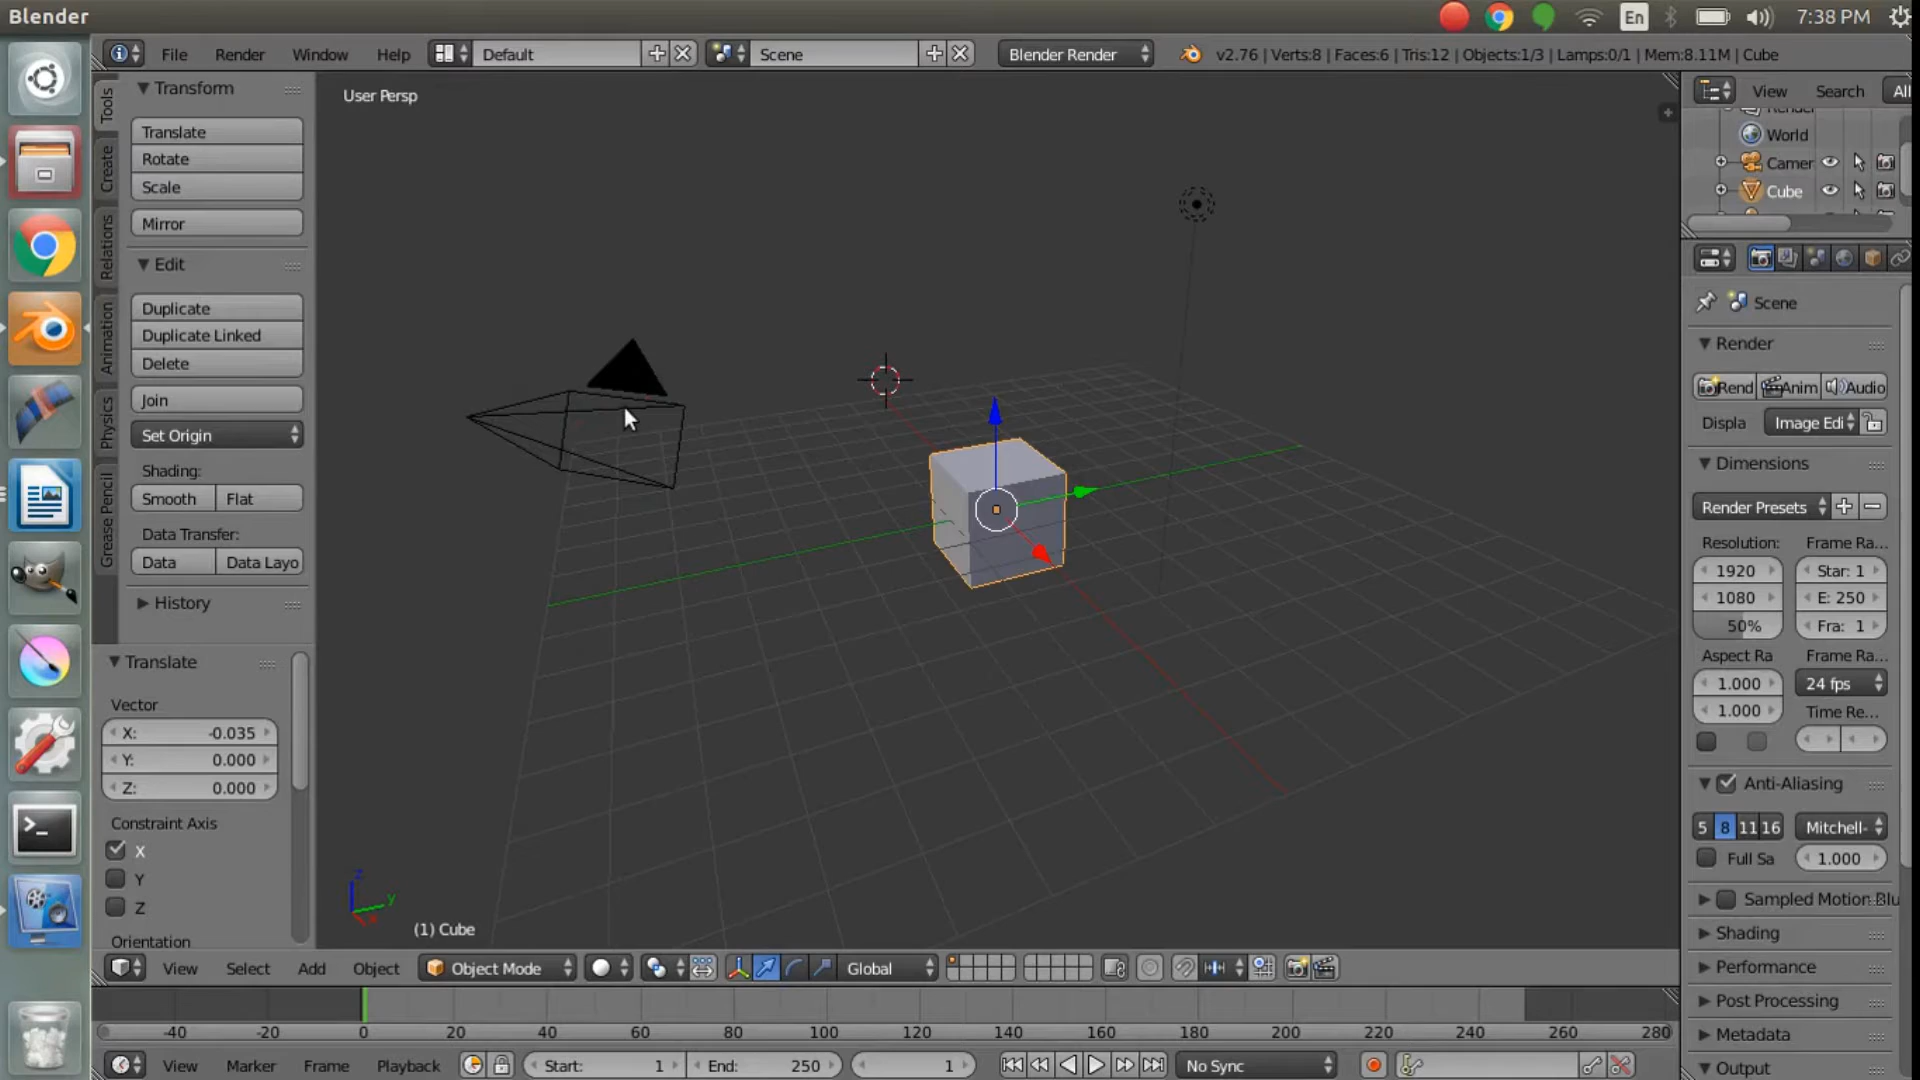 Blender
En
7:38 PM
File Render Window Help Default Scene Blender Render v2.76 | Verts:8 | Faces:6 | Tris:12 | Objects:1/3 | Lamps:0/1 | Mem:8.11M | Cube
Tools
Create
Relations
Animation
Physics
Grease Pencil
Transform
Translate
Rotate
Scale
Mirror
Edit
Duplicate
Duplicate Linked
Delete
Join
Set Origin
Shading:
Smooth Flat
Data Transfer:
Data Data Layo
History
Translate
Vector
X: -0.035
Y: 0.000
Z: 0.000
Constraint Axis
X
Y
Z
Orientation
User Persp
z
y
x
(1) Cube
View Select Add Object Object Mode Global
-40 -20 0 20 40 60 80 100 120 140 160 180 200 220 240 260 280
View Marker Frame Playback Start: 1 End: 250 1 No Sync
View Search All
World
Camer
Cube
Scene
Render
Rend Anim Audio
Displa Image Edi
Dimensions
Render Presets
Resolution: Frame Ra...
1920 Star: 1
1080 E: 250
50% Fra: 1
Aspect Ra Frame Ra...
1.000 24 fps
1.000 Time Re...
Anti-Aliasing
5 8 11 16 Mitchell-
Full Sa 1.000
Sampled Motion Blu
Shading
Performance
Post Processing
Metadata
Output